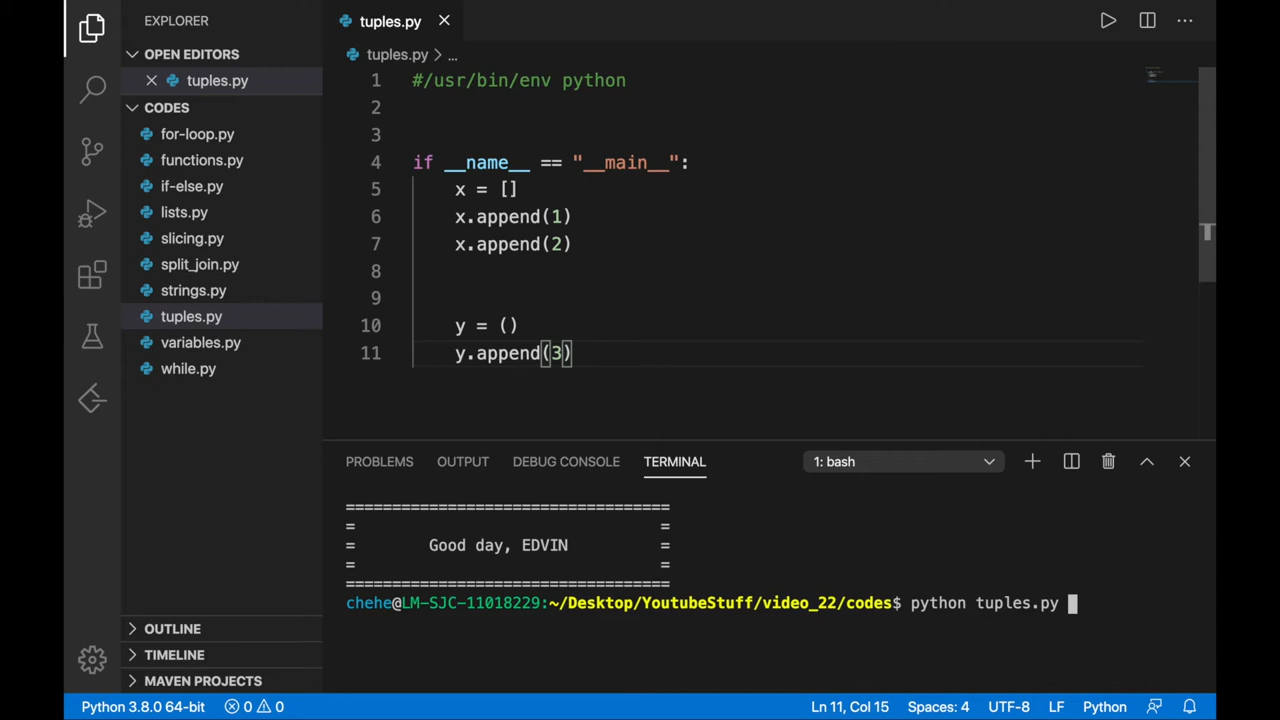 EXPLORER
OPEN EDITORS
tuples.py
CODES
for-loop.py
functions.py
if-else.py
lists.py
slicing.py
split_join.py
strings.py
tuples.py
variables.py
while.py
OUTLINE
TIMELINE
MAVEN PROJECTS
tuples.py
tuples.py > ...
1 #/usr/bin/env python
2
3
4 if __name__ == "__main__":
5 x = []
6 x.append(1)
7 x.append(2)
8
9
10 y = ()
11 y.append(3)
PROBLEMS OUTPUT DEBUG CONSOLE TERMINAL 1: bash
===================================
= =
= Good day, EDVIN =
= =
===================================
chehe@LM-SJC-11018229:~/Desktop/YoutubeStuff/video_22/codes$ python tuples.py
Python 3.8.0 64-bit 0 0 Ln 11, Col 15 Spaces: 4 UTF-8 LF Python